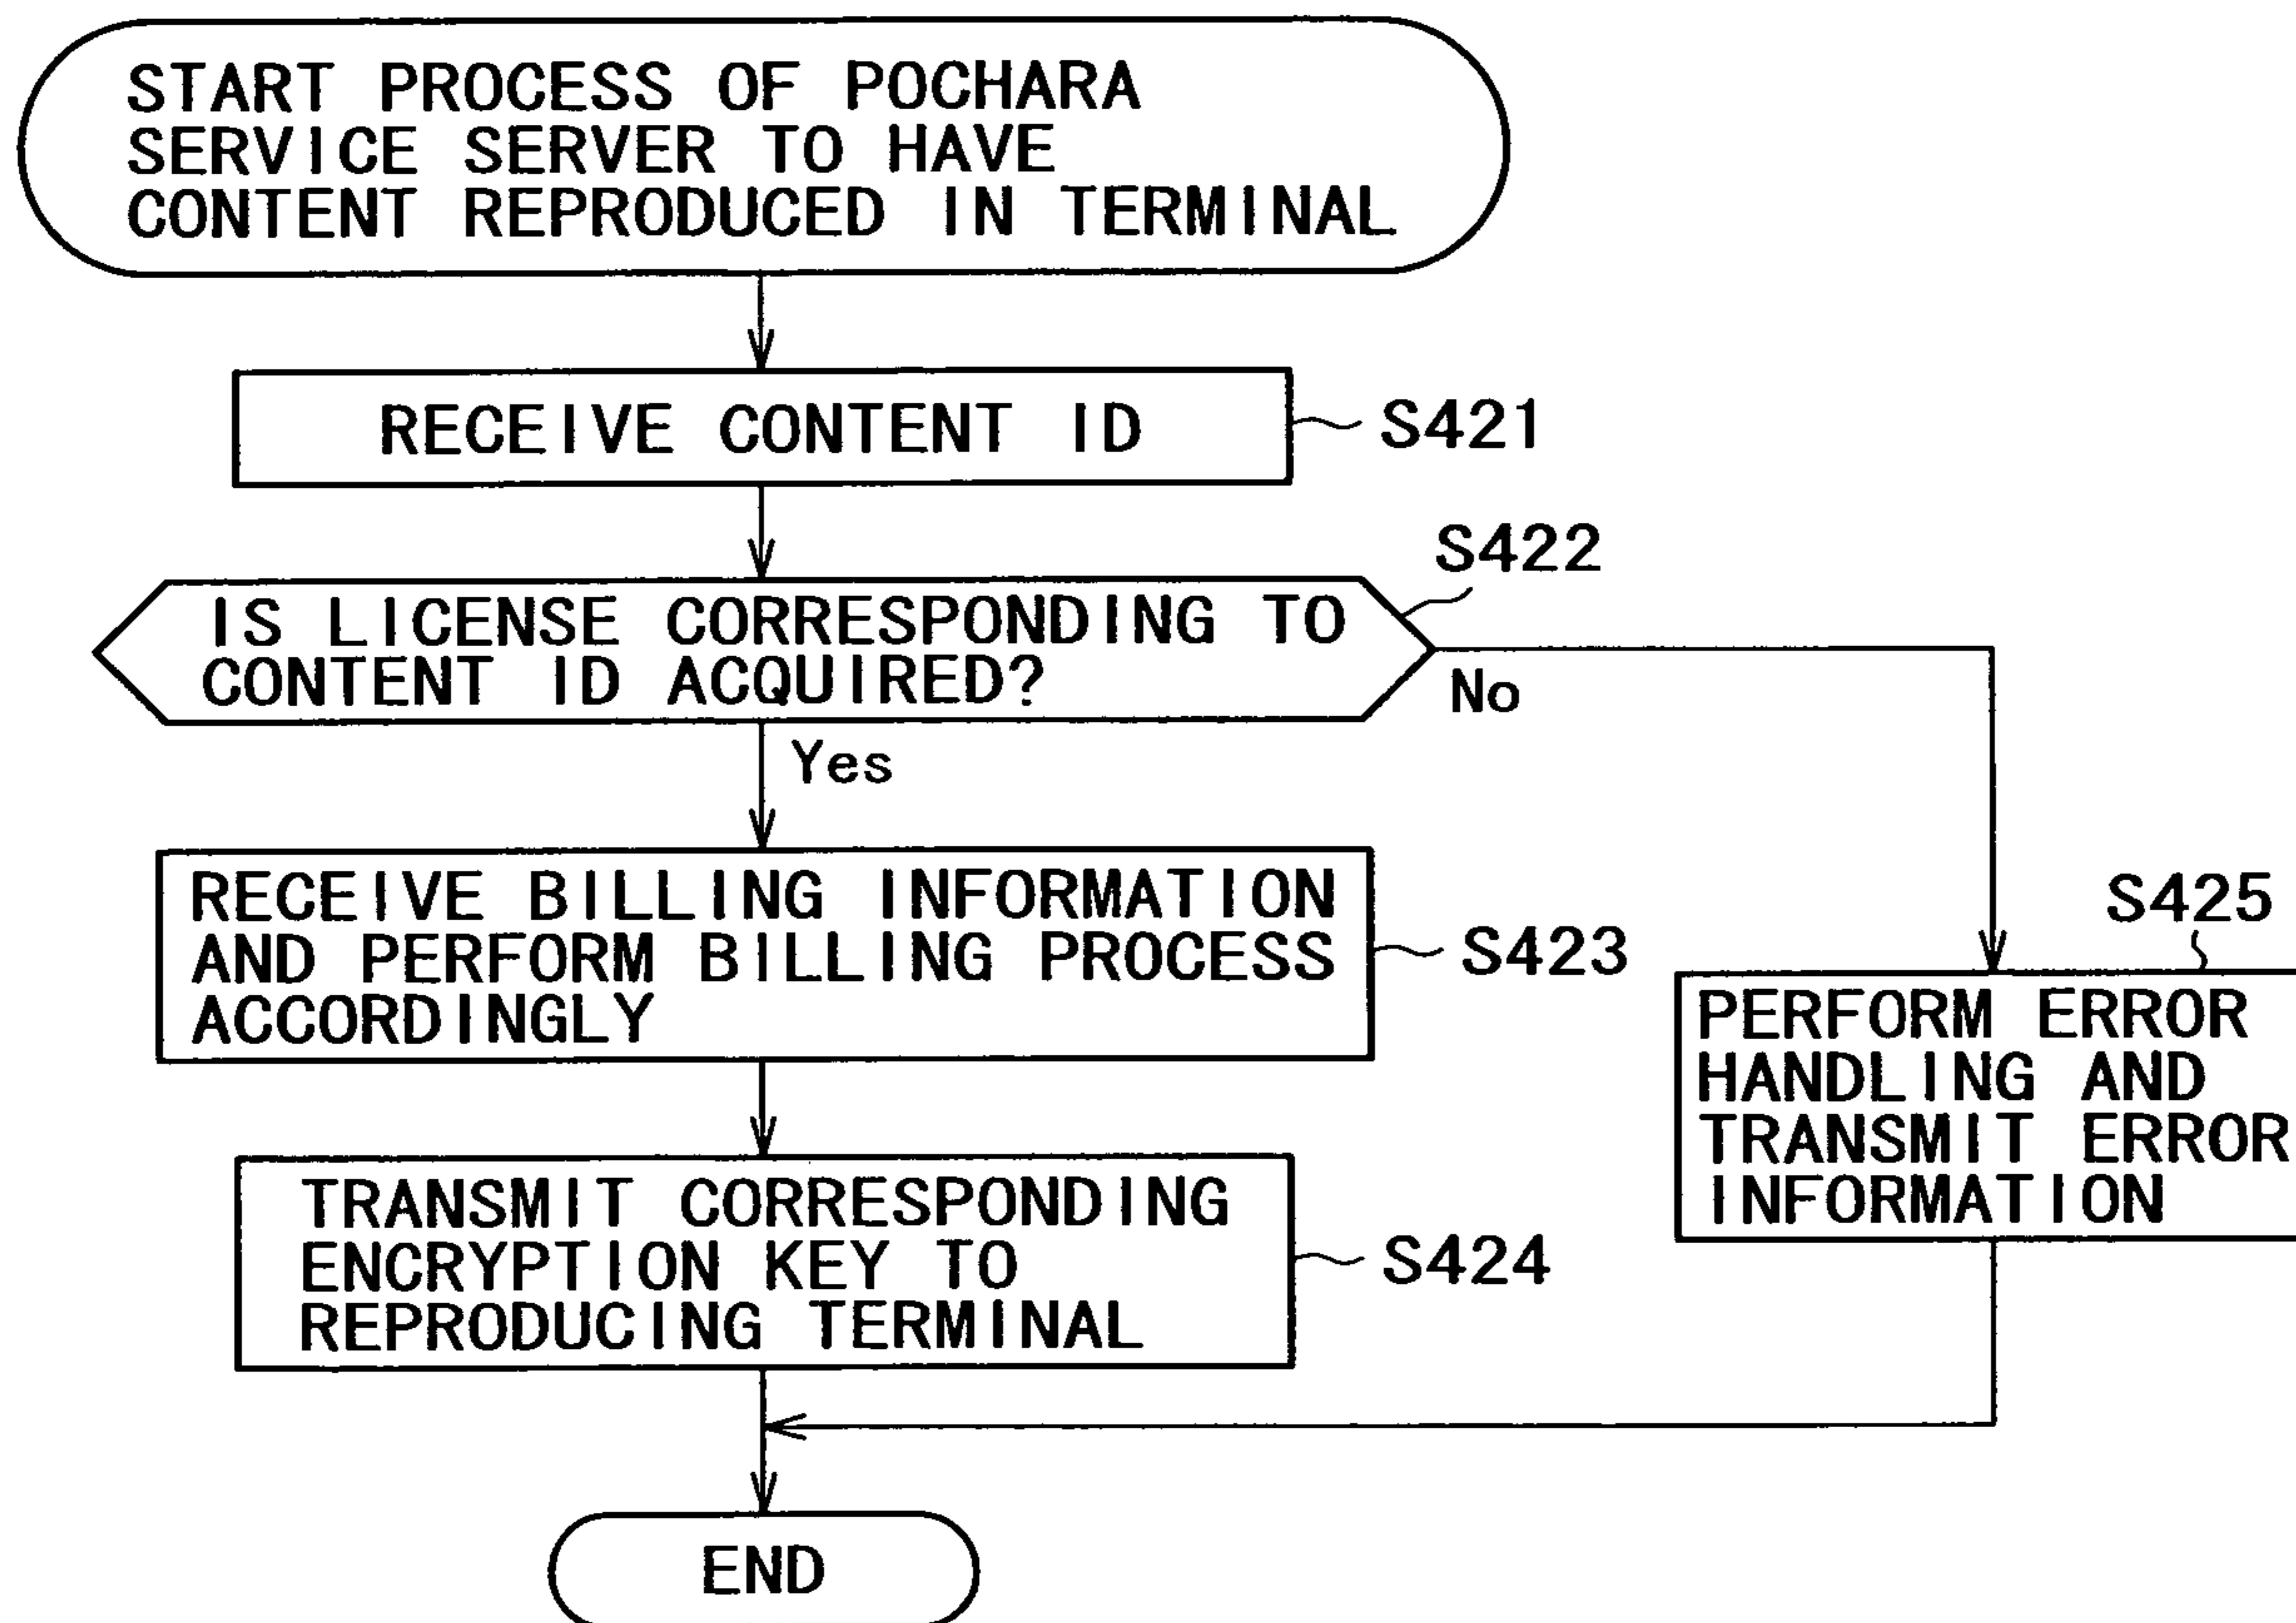 START PROCESS OF POCHARA
SERVICE SERVER TO HAVE
CONTENT REPRODUCED IN TERMINAL
RECEIVE CONTENT ID
S421
S422
IS LICENSE CORRESPONDING TO
CONTENT ID ACQUIRED?
No
Yes
RECEIVE BILLING INFORMATION
AND PERFORM BILLING PROCESS
ACCORDINGLY
S423
S425
PERFORM ERROR
HANDLING AND
TRANSMIT ERROR
INFORMATION
TRANSMIT CORRESPONDING
ENCRYPTION KEY TO
REPRODUCING TERMINAL
S424
END